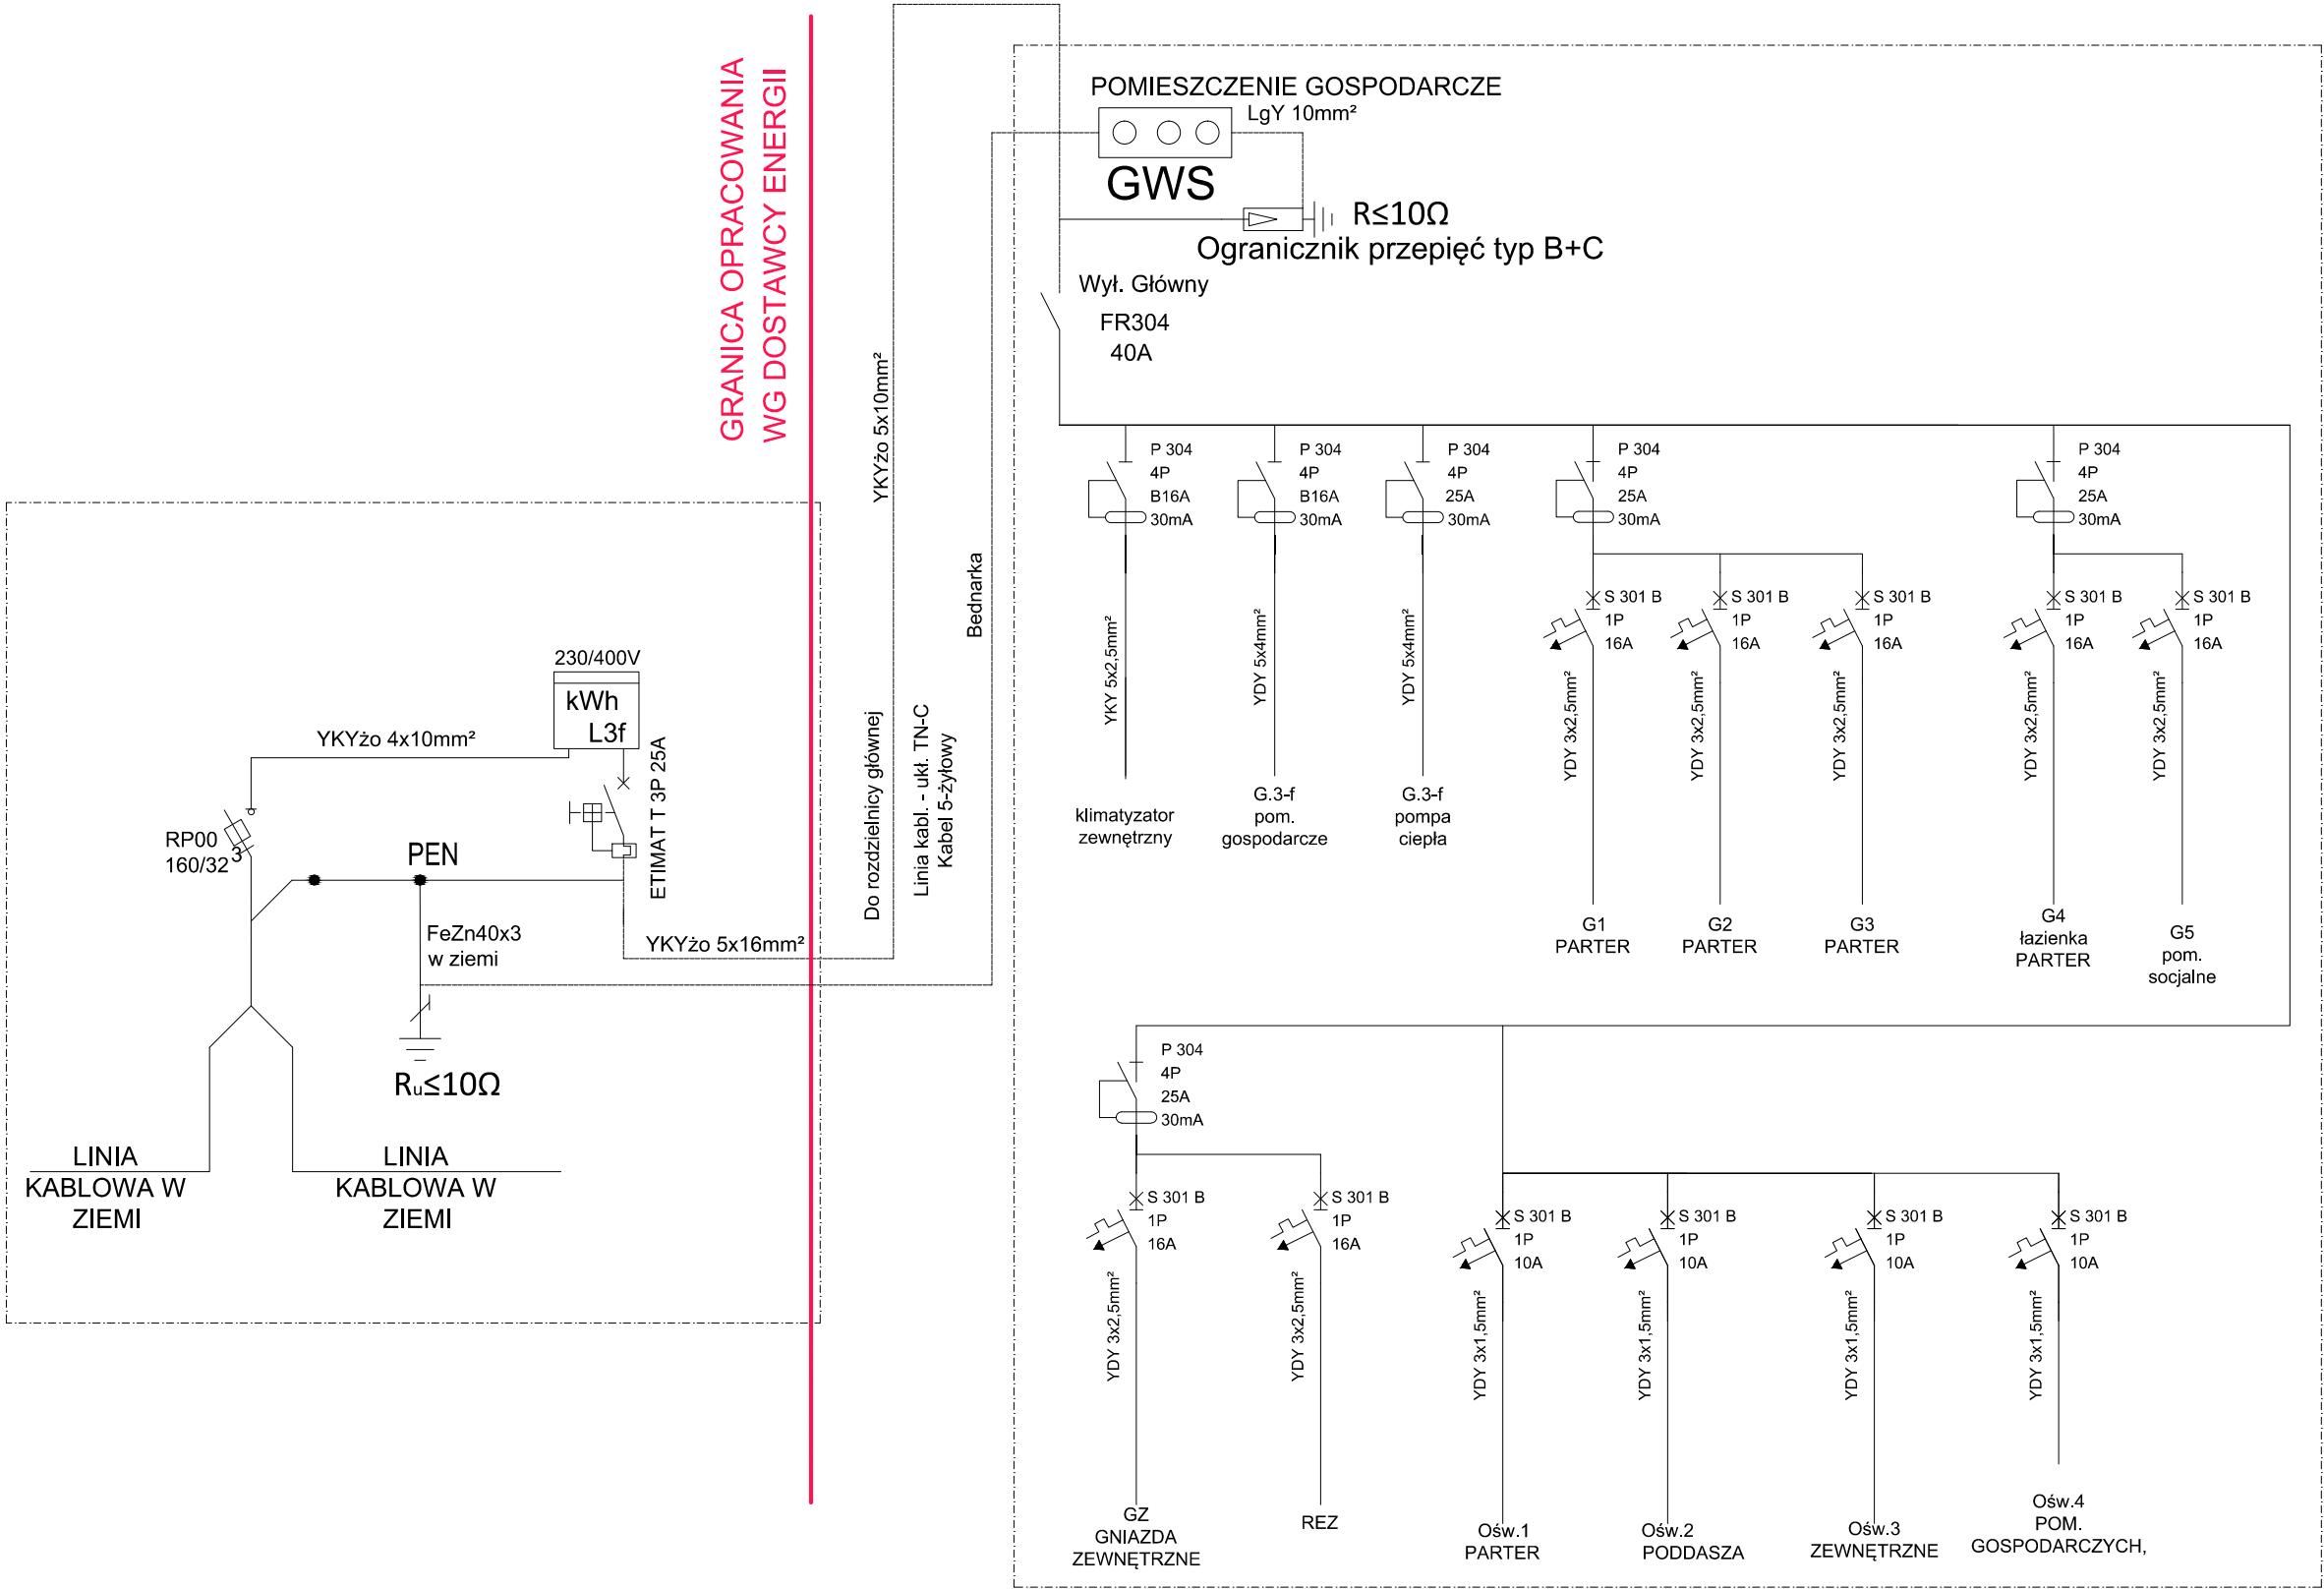 GRANICA OPRACOWANIA
WG DOSTAWCY ENERGII
POMIESZCZENIE GOSPODARCZE
LgY 10mm²
GWS
R≤10Ω
Ogranicznik przepięć typ B+C
Wył. Główny
FR304
40A
YKYżo 5x10mm²
Bednarka
Do rozdzielnicy głównej
Linia kabl. - ukł. TN-C
Kabel 5-żyłowy
230/400V
kWh
L3f
YKYżo 4x10mm²
ETIMAT T 3P 25A
RP00
160/32
3
PEN
FeZn40x3
w ziemi
YKYżo 5x16mm²
Ru≤10Ω
LINIA
KABLOWA W
ZIEMI
LINIA
KABLOWA W
ZIEMI
P 304
4P
B16A
30mA
YKY 5x2,5mm²
klimatyzator
zewnętrzny
P 304
4P
B16A
30mA
YDY 5x4mm²
G.3-f
pom.
gospodarcze
P 304
4P
25A
30mA
YDY 5x4mm²
G.3-f
pompa
ciepła
P 304
4P
25A
30mA
S 301 B
1P
16A
YDY 3x2,5mm²
G1
PARTER
S 301 B
1P
16A
YDY 3x2,5mm²
G2
PARTER
S 301 B
1P
16A
YDY 3x2,5mm²
G3
PARTER
P 304
4P
25A
30mA
S 301 B
1P
16A
YDY 3x2,5mm²
G4
łazienka
PARTER
S 301 B
1P
16A
YDY 3x2,5mm²
G5
pom.
socjalne
P 304
4P
25A
30mA
S 301 B
1P
16A
YDY 3x2,5mm²
GZ
GNIAZDA
ZEWNĘTRZNE
S 301 B
1P
16A
YDY 3x2,5mm²
REZ
S 301 B
1P
10A
YDY 3x1,5mm²
Ośw.1
PARTER
S 301 B
1P
10A
YDY 3x1,5mm²
Ośw.2
PODDASZA
S 301 B
1P
10A
YDY 3x1,5mm²
Ośw.3
ZEWNĘTRZNE
S 301 B
1P
10A
YDY 3x1,5mm²
Ośw.4
POM.
GOSPODARCZYCH,